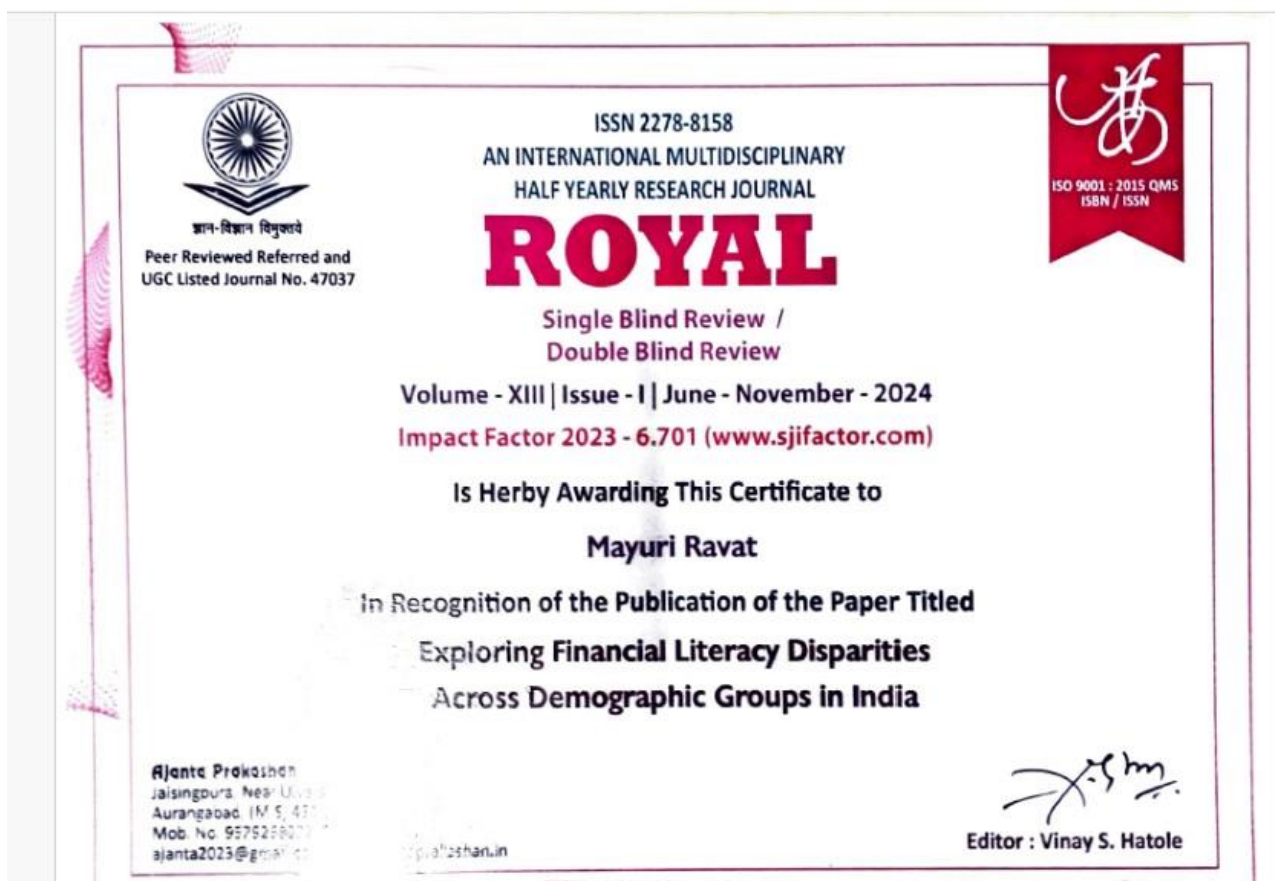 ज्ञान-विज्ञान विमुक्तये
Peer Reviewed Referred and
UGC Listed Journal No. 47037
ISSN 2278-8158
AN INTERNATIONAL MULTIDISCIPLINARY
HALF YEARLY RESEARCH JOURNAL
ROYAL
Single Blind Review /
Double Blind Review
ISO 9001 : 2015 QMS
ISBN / ISSN
Volume - XIII | Issue - I | June - November - 2024
Impact Factor 2023 - 6.701 (www.sjifactor.com)
Is Herby Awarding This Certificate to
Mayuri Ravat
In Recognition of the Publication of the Paper Titled
Exploring Financial Literacy Disparities
Across Demographic Groups in India
Ajanta Prakashan
Jaisingpura, Near
Aurangabad. (M.S.)
Mob. No.
Editor : Vinay S. Hatole